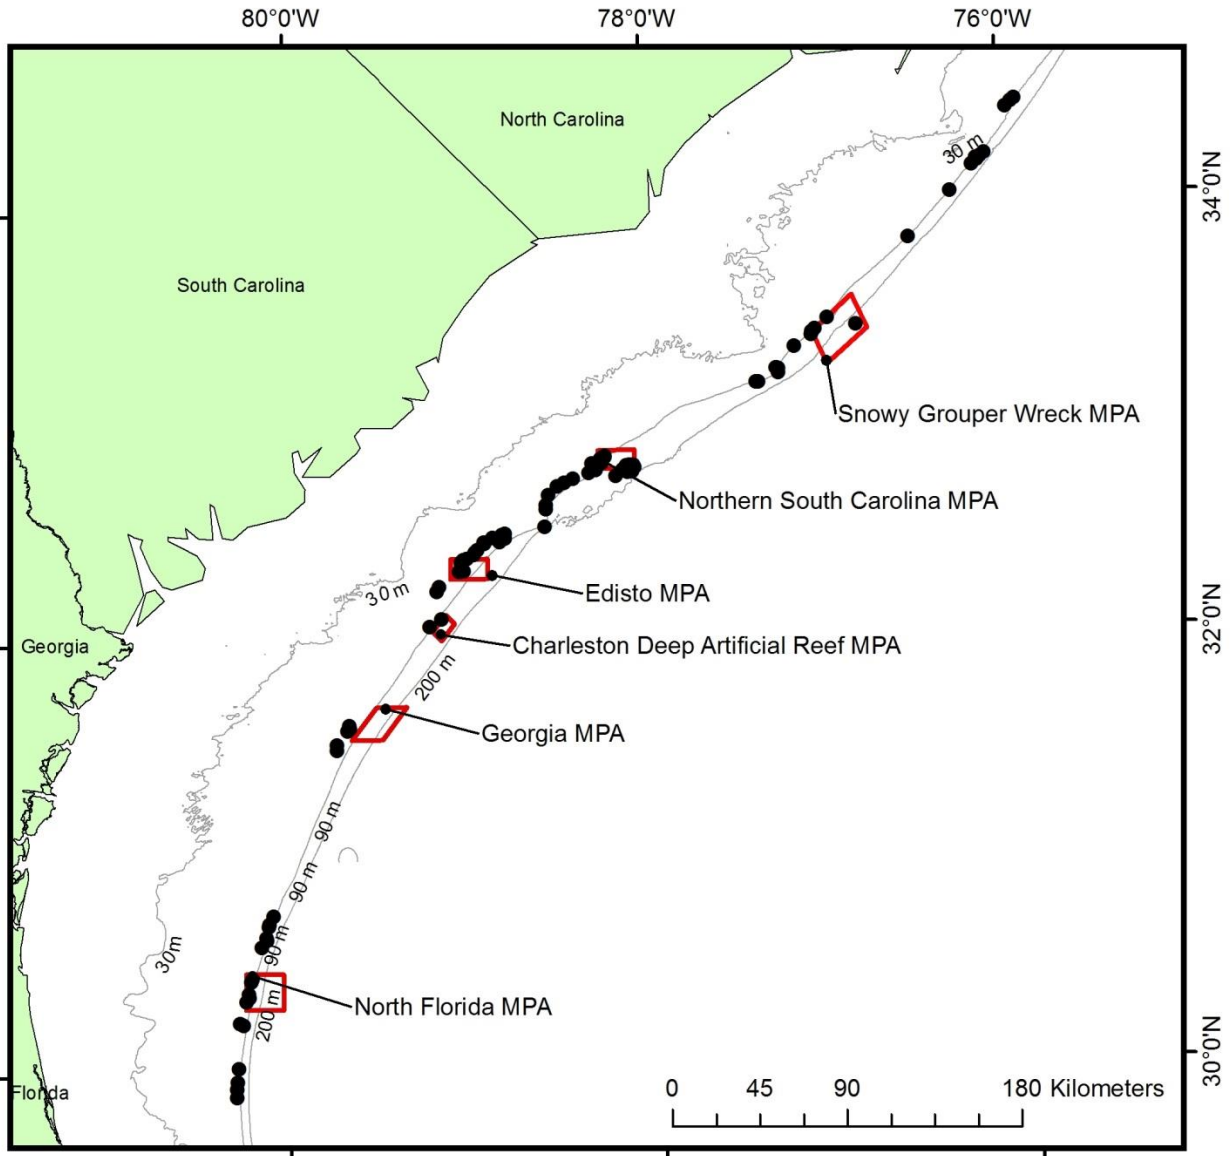 80°0'W 78°0'W 76°0'W
North Carolina
30 m
34°0'N
South Carolina
Snowy Grouper Wreck MPA
Northern South Carolina MPA
30 m
Edisto MPA
32°0'N
Georgia
Charleston Deep Artificial Reef MPA
200 m
Georgia MPA
90 m
90 m
90 m
30m
North Florida MPA
200 m
30°0'N
Florida
0 45 90 180 Kilometers